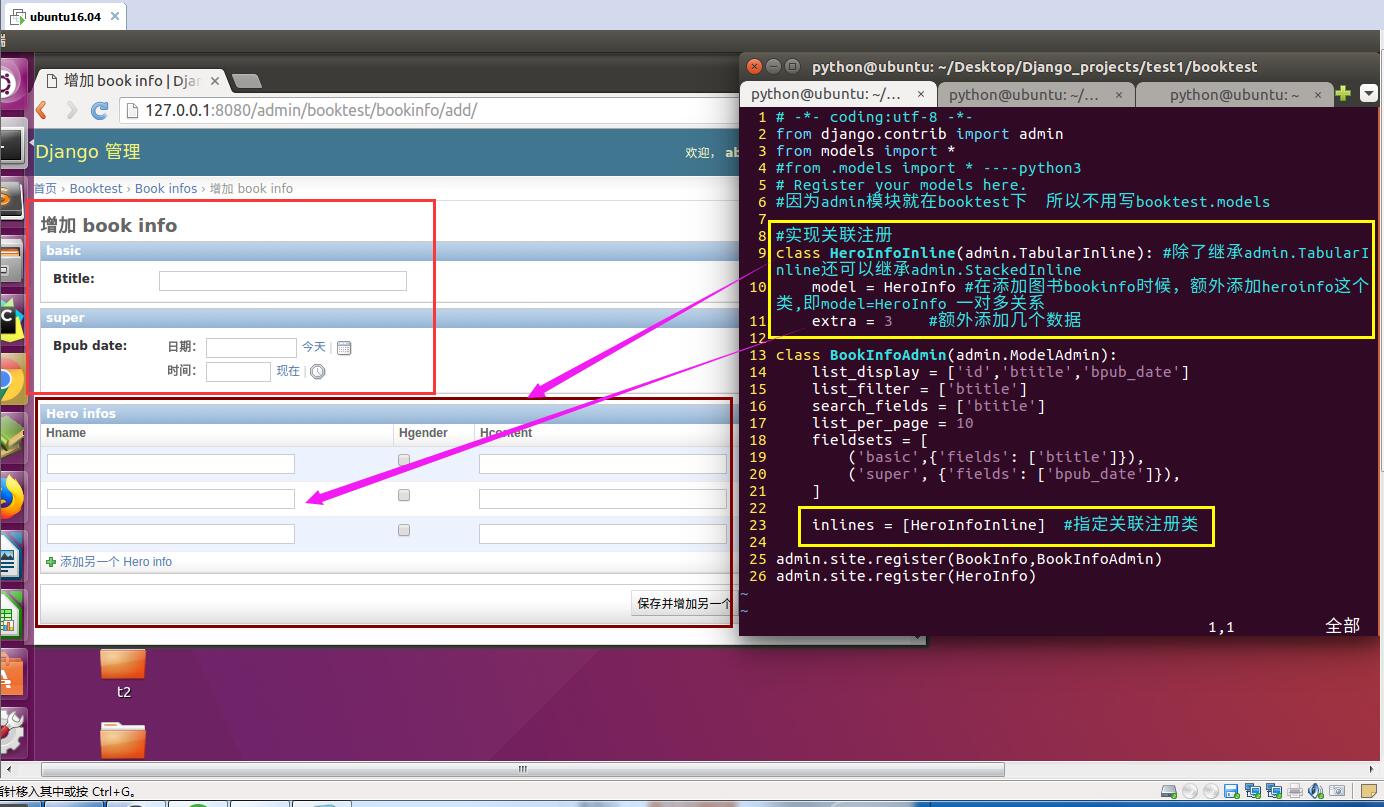 ubuntu16.04
端
增加 book info | Djan
127.0.0.1:8080/admin/booktest/bookinfo/add/
Django 管理
欢迎， ab
首页 › Booktest › Book infos › 增加 book info
增加 book info
basic
Btitle:
super
Bpub date:
日期: 今天 |
时间: 现在 |
Hero infos
Hname Hgender Hcontent
添加另一个 Hero info
保存并增加另一个
python@ubuntu: ~/Desktop/Django_projects/test1/booktest
python@ubuntu: ~/... × python@ubuntu: ~/... × python@ubuntu: ~ ×
1 # -*- coding:utf-8 -*-
2 from django.contrib import admin
3 from models import *
4 #from .models import * ----python3
5 # Register your models here.
6 #因为admin模块就在booktest下 所以不用写booktest.models
7
8 #实现关联注册
9 class HeroInfoInline(admin.TabularInline): #除了继承admin.TabularI
nline还可以继承admin.StackedInline
10 model = HeroInfo #在添加图书bookinfo时候，额外添加heroinfo这个
类,即model=HeroInfo 一对多关系
11 extra = 3 #额外添加几个数据
12
13 class BookInfoAdmin(admin.ModelAdmin):
14 list_display = ['id','btitle','bpub_date']
15 list_filter = ['btitle']
16 search_fields = ['btitle']
17 list_per_page = 10
18 fieldsets = [
19 ('basic',{'fields': ['btitle']}),
20 ('super', {'fields': ['bpub_date']}),
21 ]
22
23 inlines = [HeroInfoInline] #指定关联注册类
24
25 admin.site.register(BookInfo,BookInfoAdmin)
26 admin.site.register(HeroInfo)
~
~
1,1 全部
t2
指针移入其中或按 Ctrl+G。